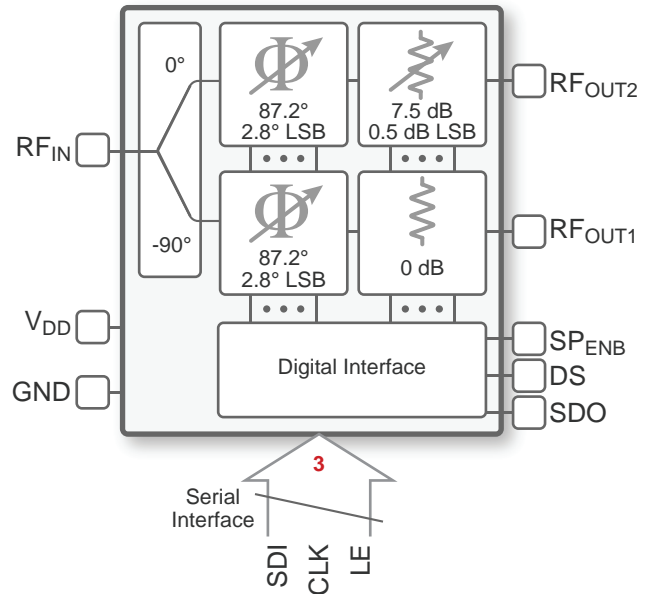 0°
87.2°
2.8° LSB
7.5 dB
0.5 dB LSB
RFOUT2
RFIN
-90°
87.2°
2.8° LSB
0 dB
RFOUT1
VDD
GND
Digital Interface
SPENB
DS
SDO
3
Serial
Interface
SDI
CLK
LE